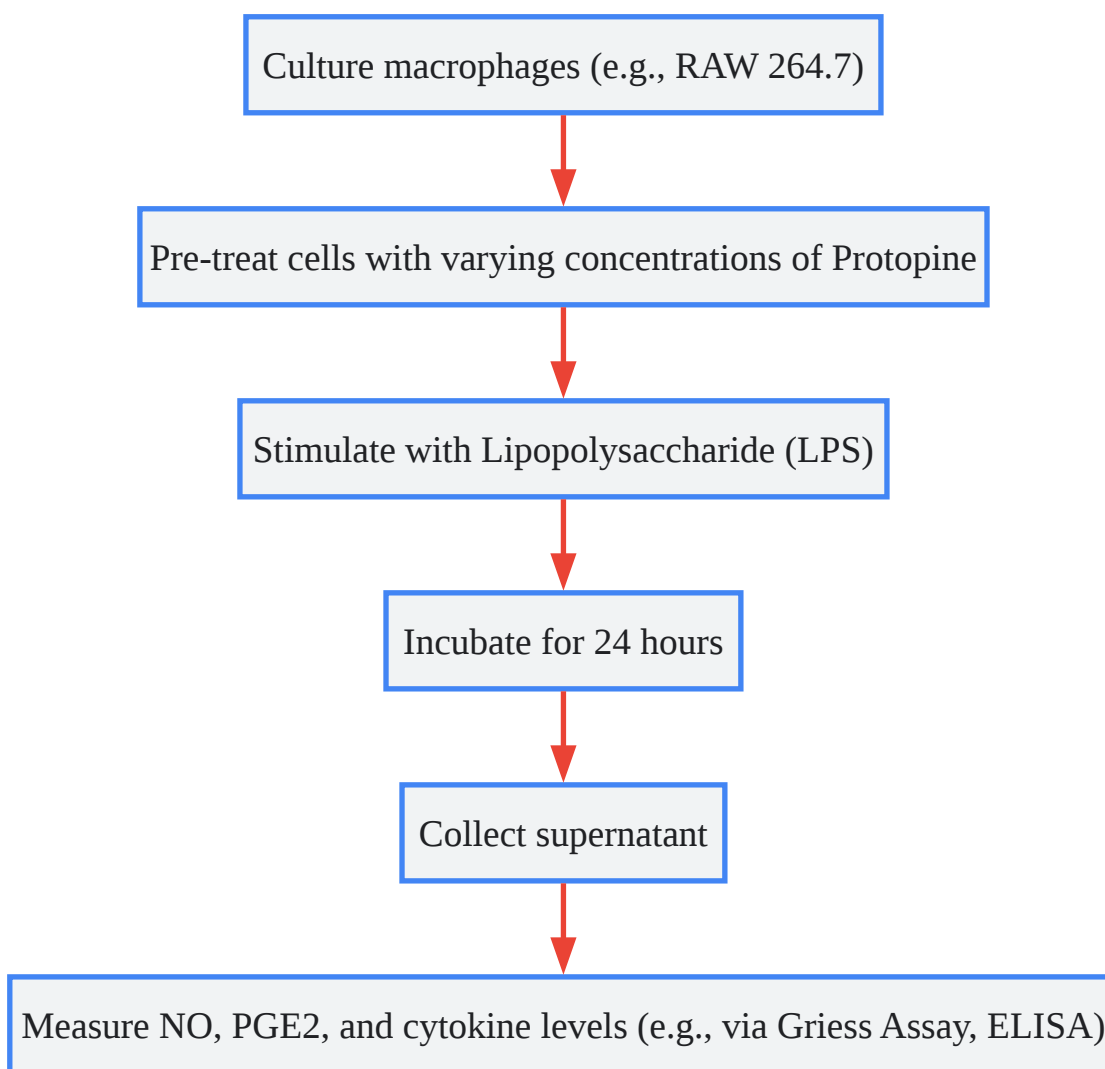 Culture macrophages (e.g., RAW 264.7)
Pre-treat cells with varying concentrations of Protopine
Stimulate with Lipopolysaccharide (LPS)
Incubate for 24 hours
Collect supernatant
Measure NO, PGE2, and cytokine levels (e.g., via Griess Assay, ELISA)